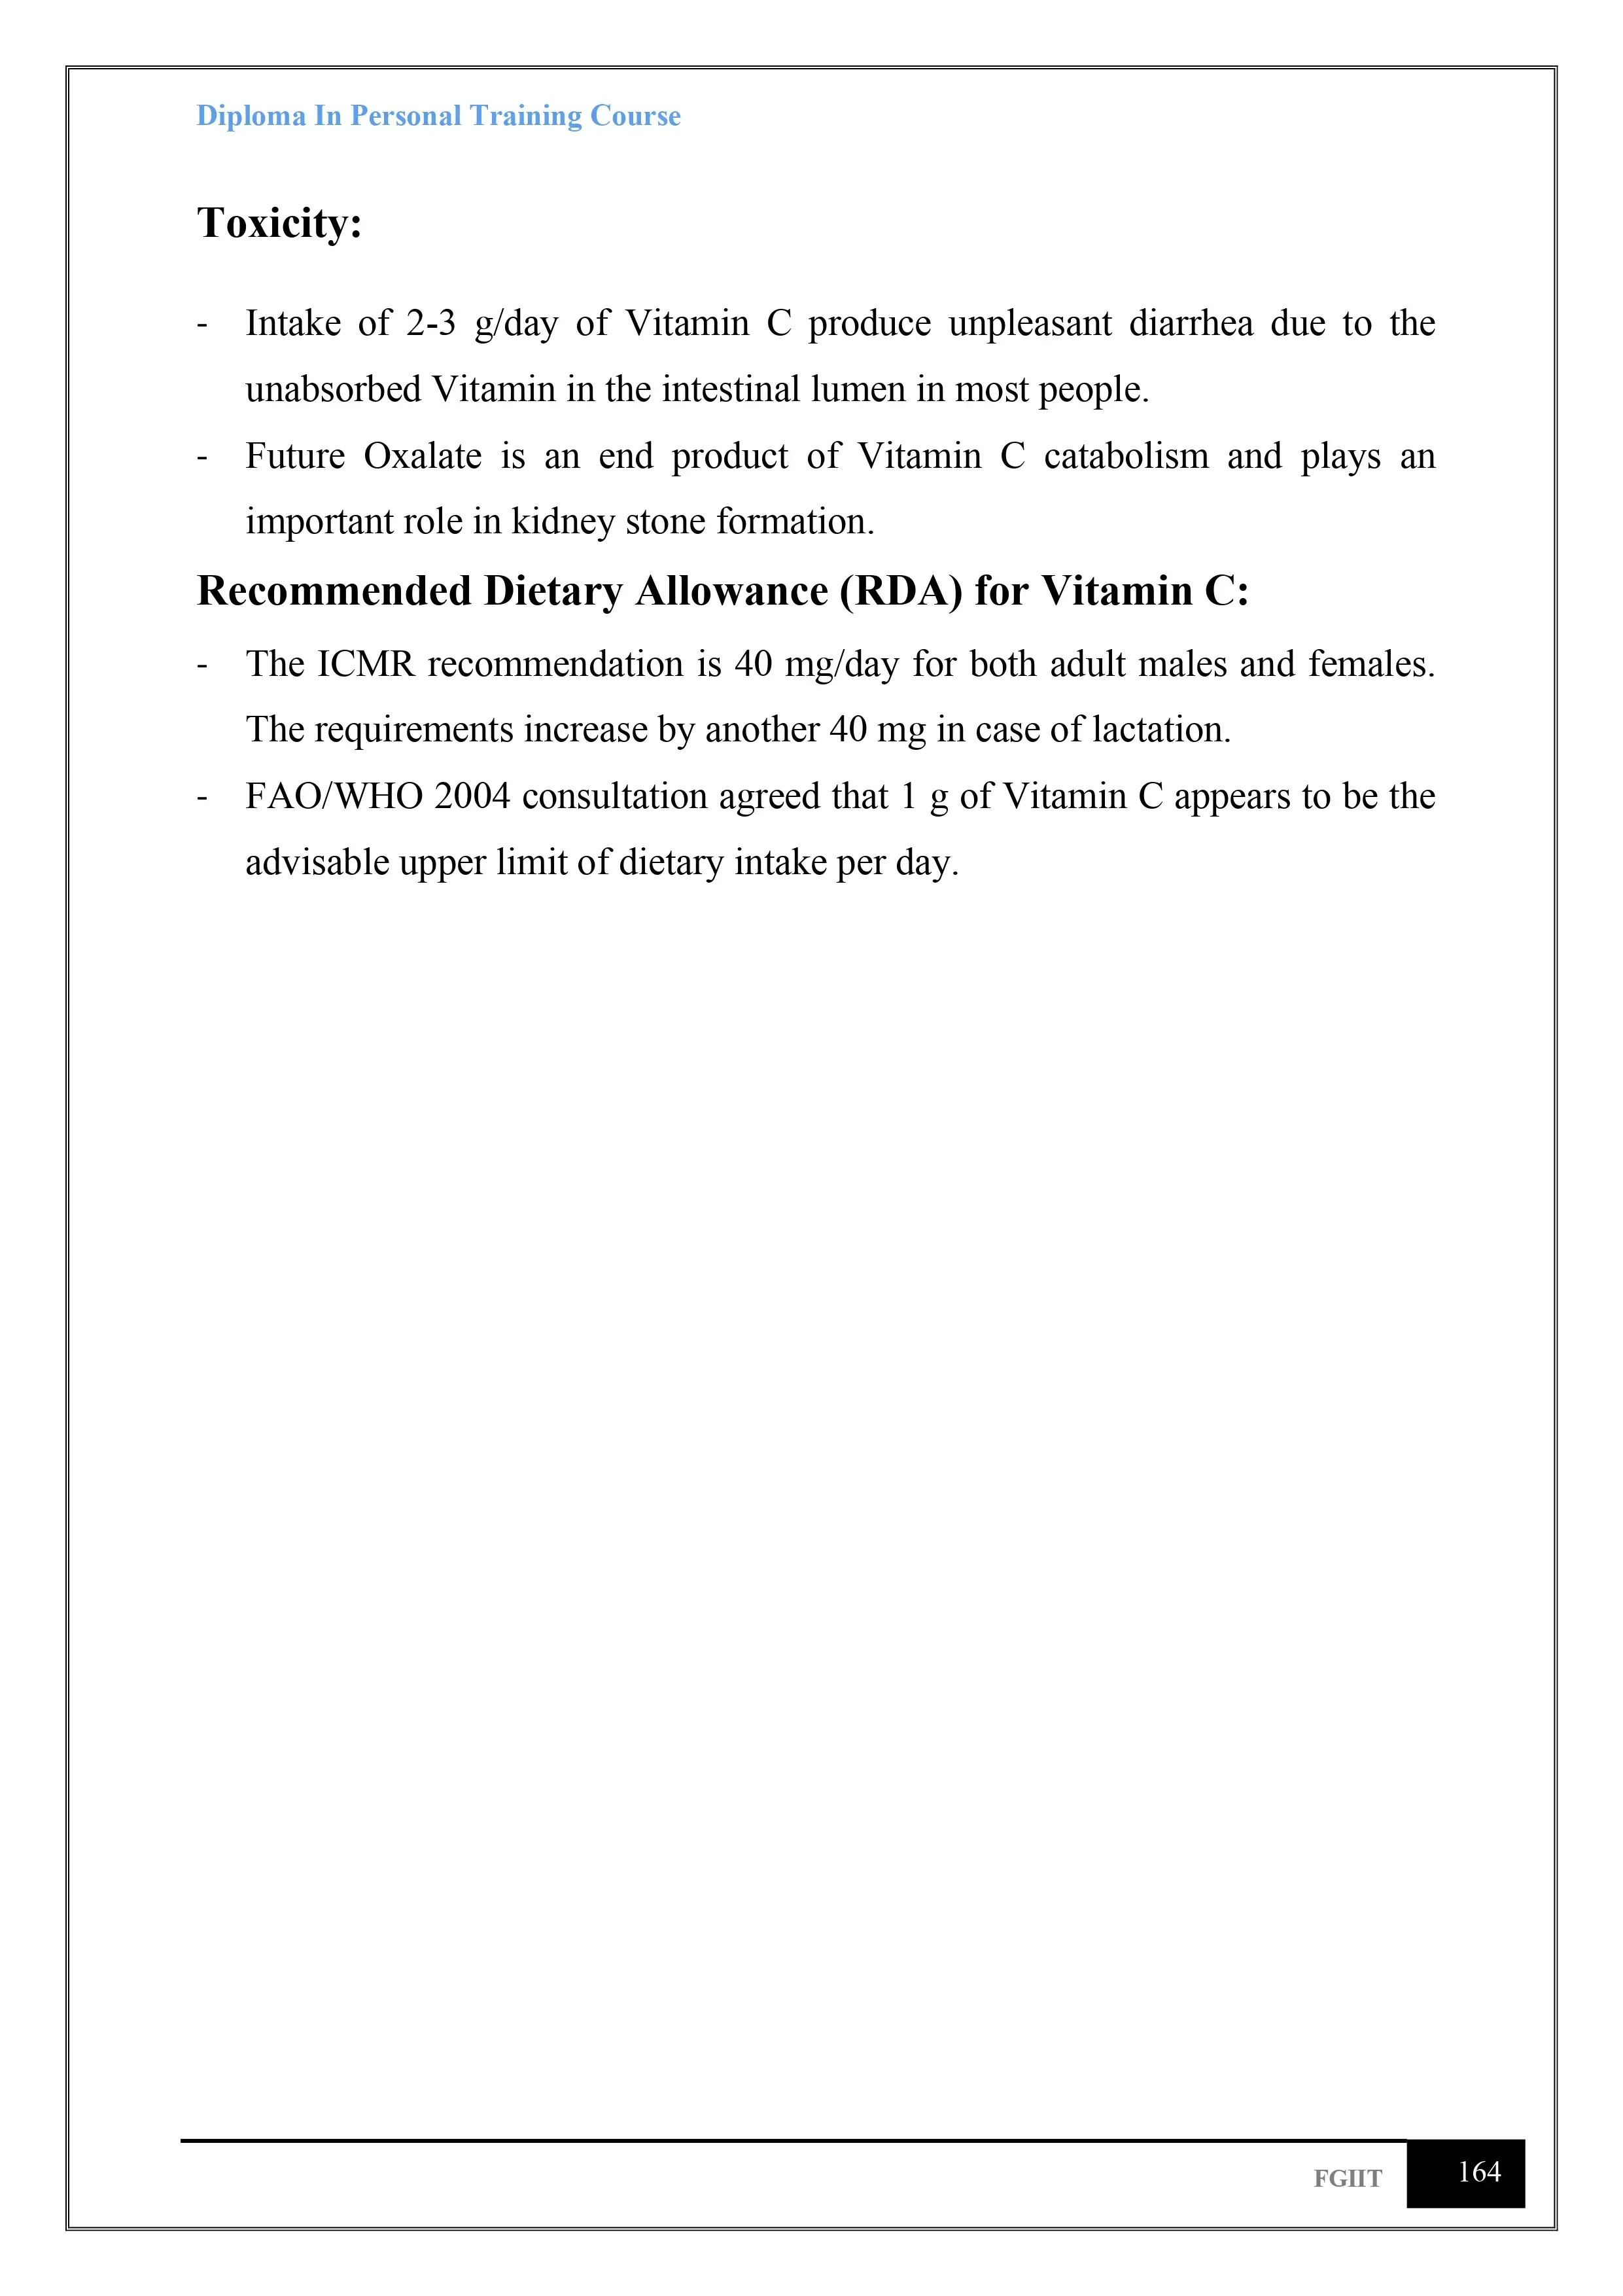 Diploma In Personal Training Course
Toxicity:
- Intake of 2-3 g/day of Vitamin C produce unpleasant diarrhea due to the
unabsorbed Vitamin in the intestinal lumen in most people.
- Future Oxalate is an end product of Vitamin C catabolism and plays an
important role in kidney stone formation.
Recommended Dietary Allowance (RDA) for Vitamin C:
- The ICMR recommendation is 40 mg/day for both adult males and females.
The requirements increase by another 40 mg in case of lactation.
- FAO/WHO 2004 consultation agreed that 1 g of Vitamin C appears to be the
advisable upper limit of dietary intake per day.
FGIIT 164